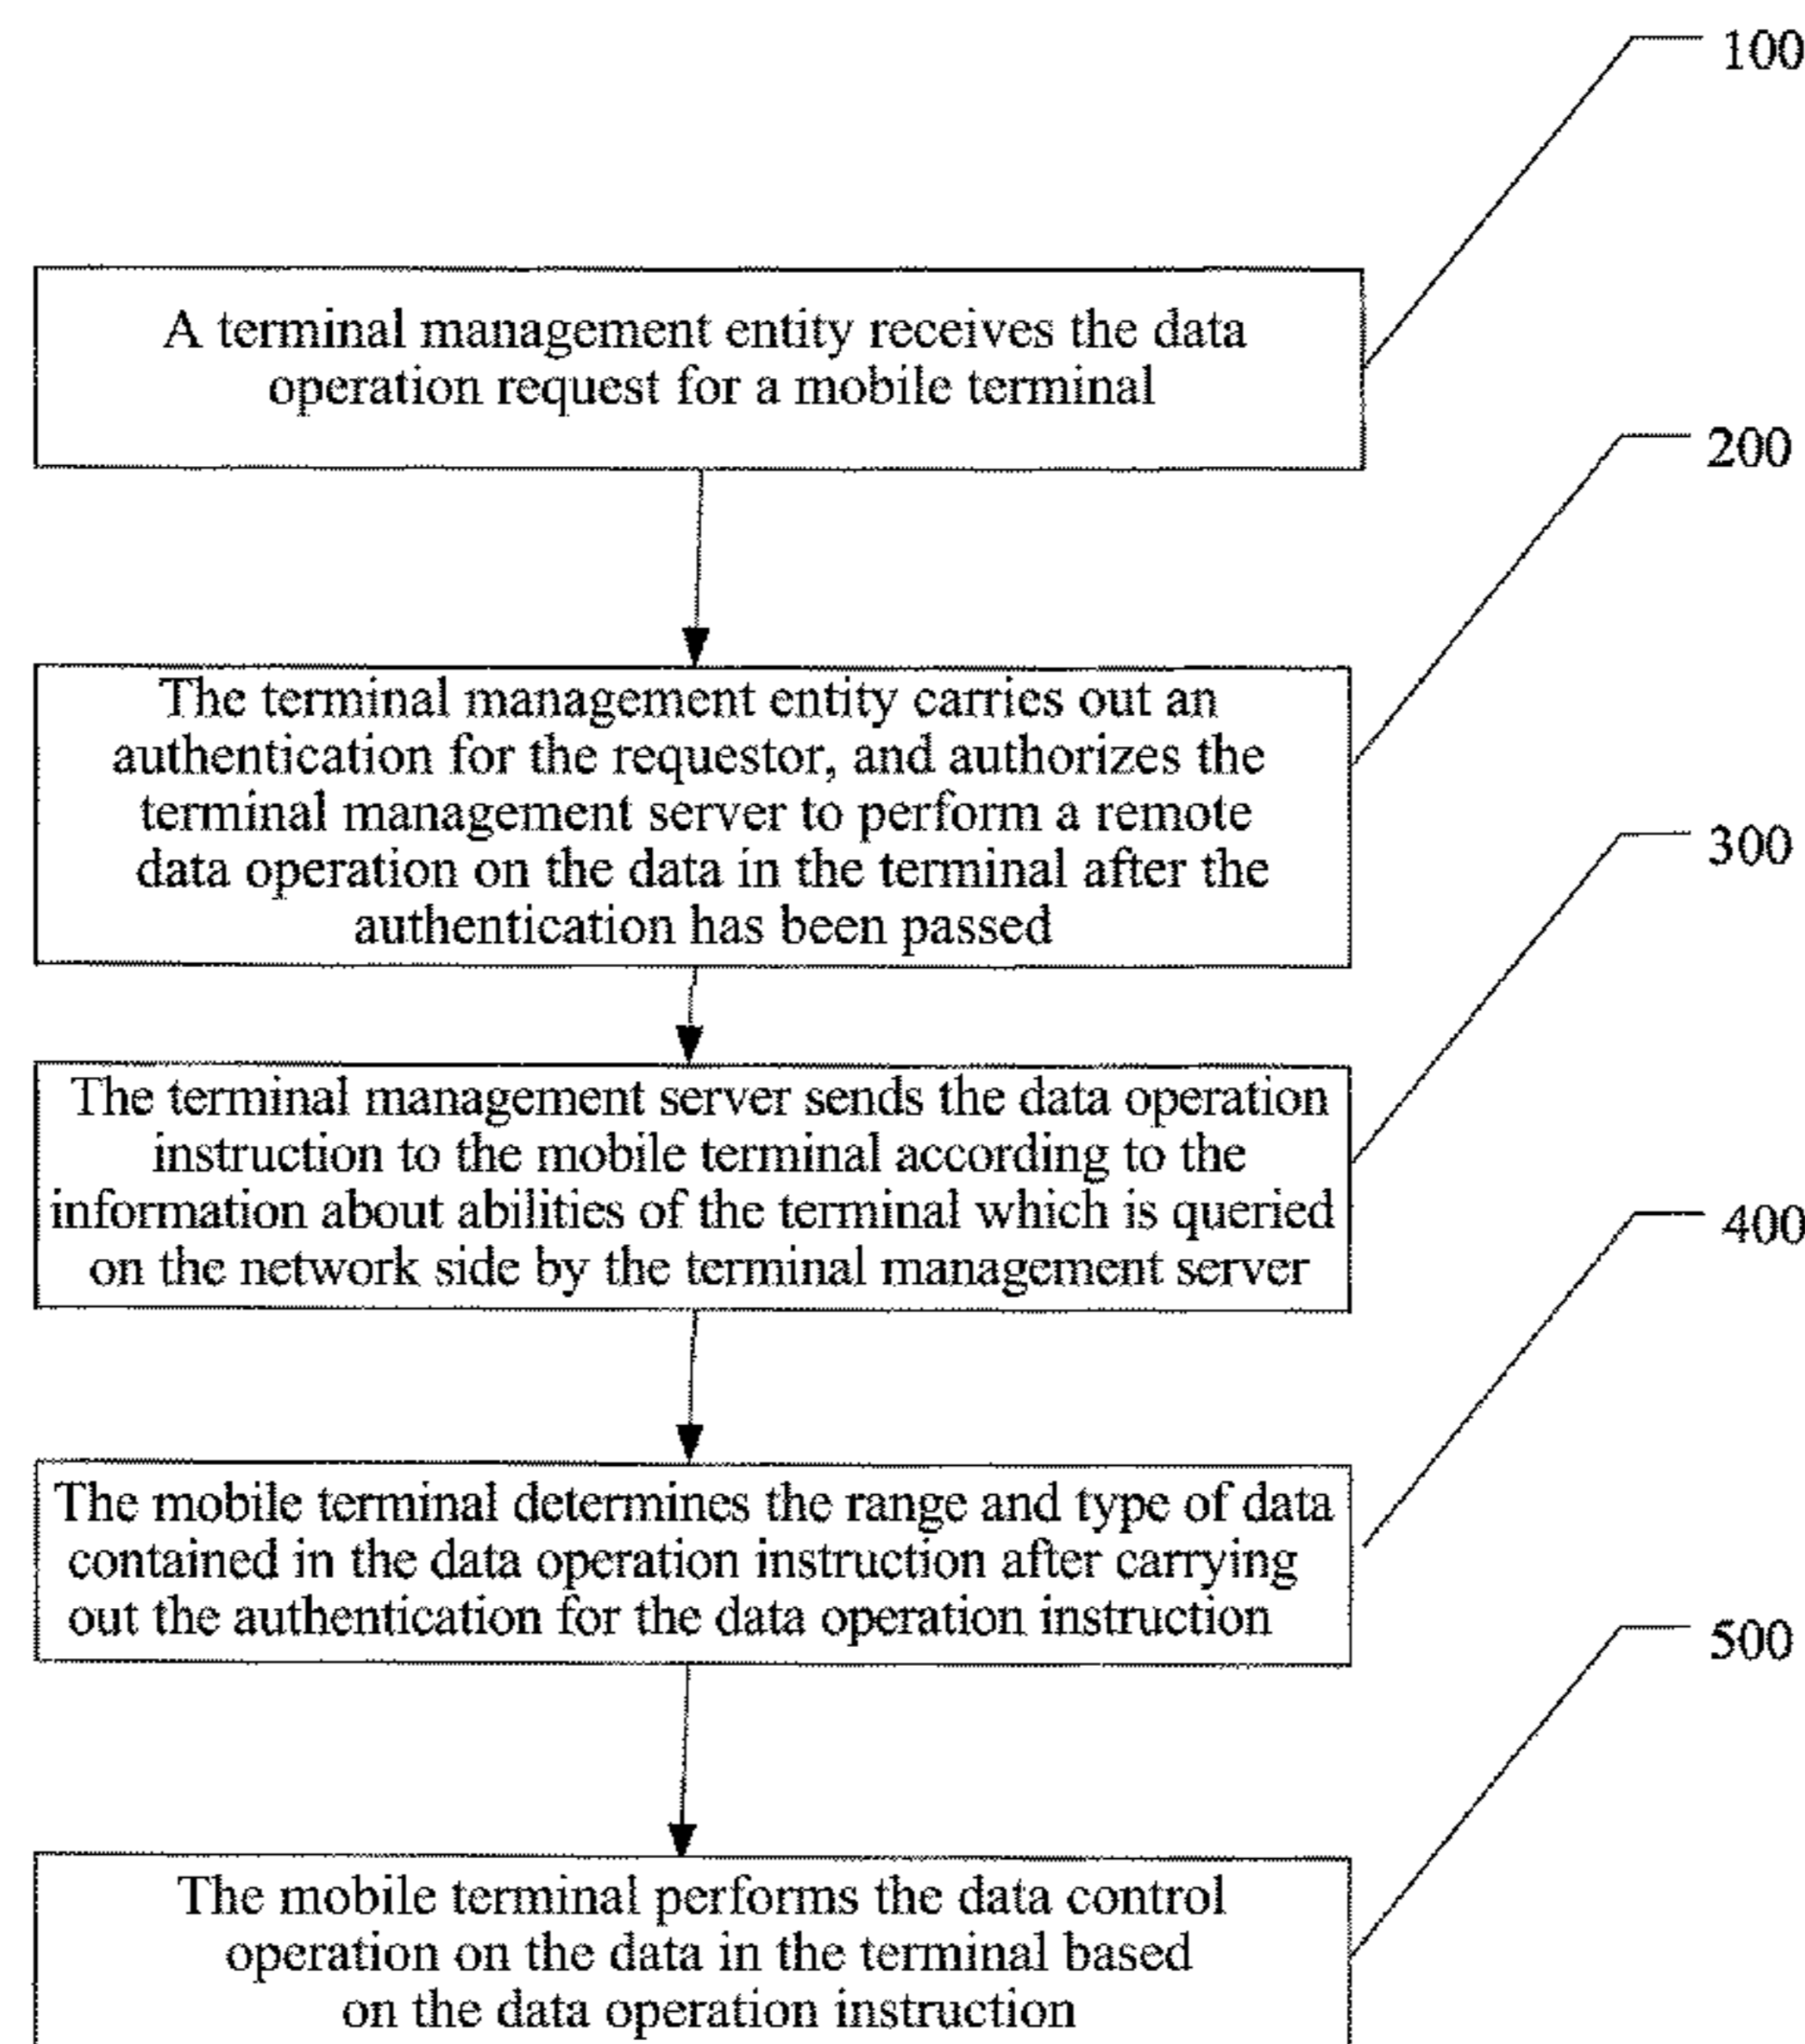 100
A terminal management entity receives the data
operation request for a mobile terminal
200
The terminal management entity carries out an
authentication for the requestor, and authorizes the
terminal management server to perform a remote
data operation on the data in the terminal after the
authentication has been passed
300
The terminal management server sends the data operation
instruction to the mobile terminal according to the
information about abilities of the terminal which is queried
on the network side by the terminal management server
400
The mobile terminal determines the range and type of data
contained in the data operation instruction after carrying
out the authentication for the data operation instruction
500
The mobile terminal performs the data control
operation on the data in the terminal based
on the data operation instruction